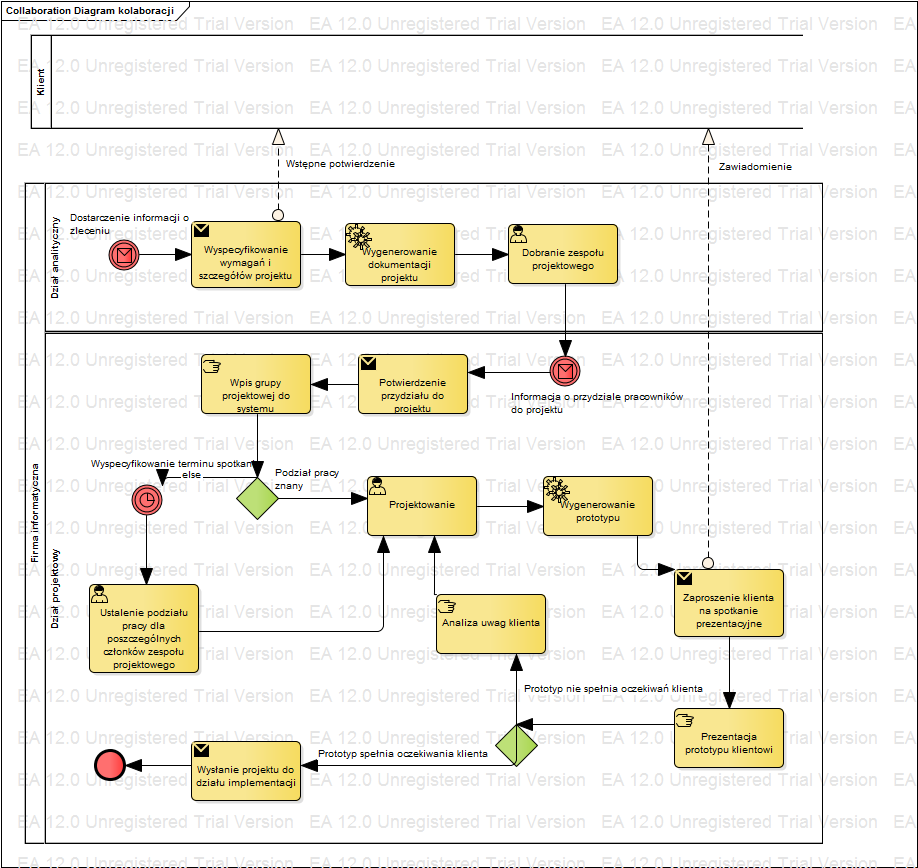 Collaboration Diagram kolaboracji
EA 12.0 Unregistered Trial Version
Klient
Wstępne potwierdzenie
Zawiadomienie
Firma informatyczna
Dział analityczny
Dostarczenie informacji o
zleceniu
Wyspecyfikowanie
wymagań i
szczegółów projektu
Wygenerowanie
dokumentacji
projektu
Dobranie zespołu
projektowego
Dział projektowy
Informacja o przydziale pracowników
do projektu
Potwierdzenie
przydziału do
projektu
Wpis grupy
projektowej do
systemu
Wyspecyfikowanie terminu spotkan
else
Podział pracy
znany
Projektowanie
Wygenerowanie
prototypu
Ustalenie podziału
pracy dla
poszczególnych
członków zespołu
projektowego
Analiza uwag klienta
Zaproszenie klienta
na spotkanie
prezentacyjne
Prototyp nie spełnia oczekiwań klienta
Prezentacja
prototypu klientowi
Prototyp spełnia oczekiwania klienta
Wysłanie projektu do
działu implementacji